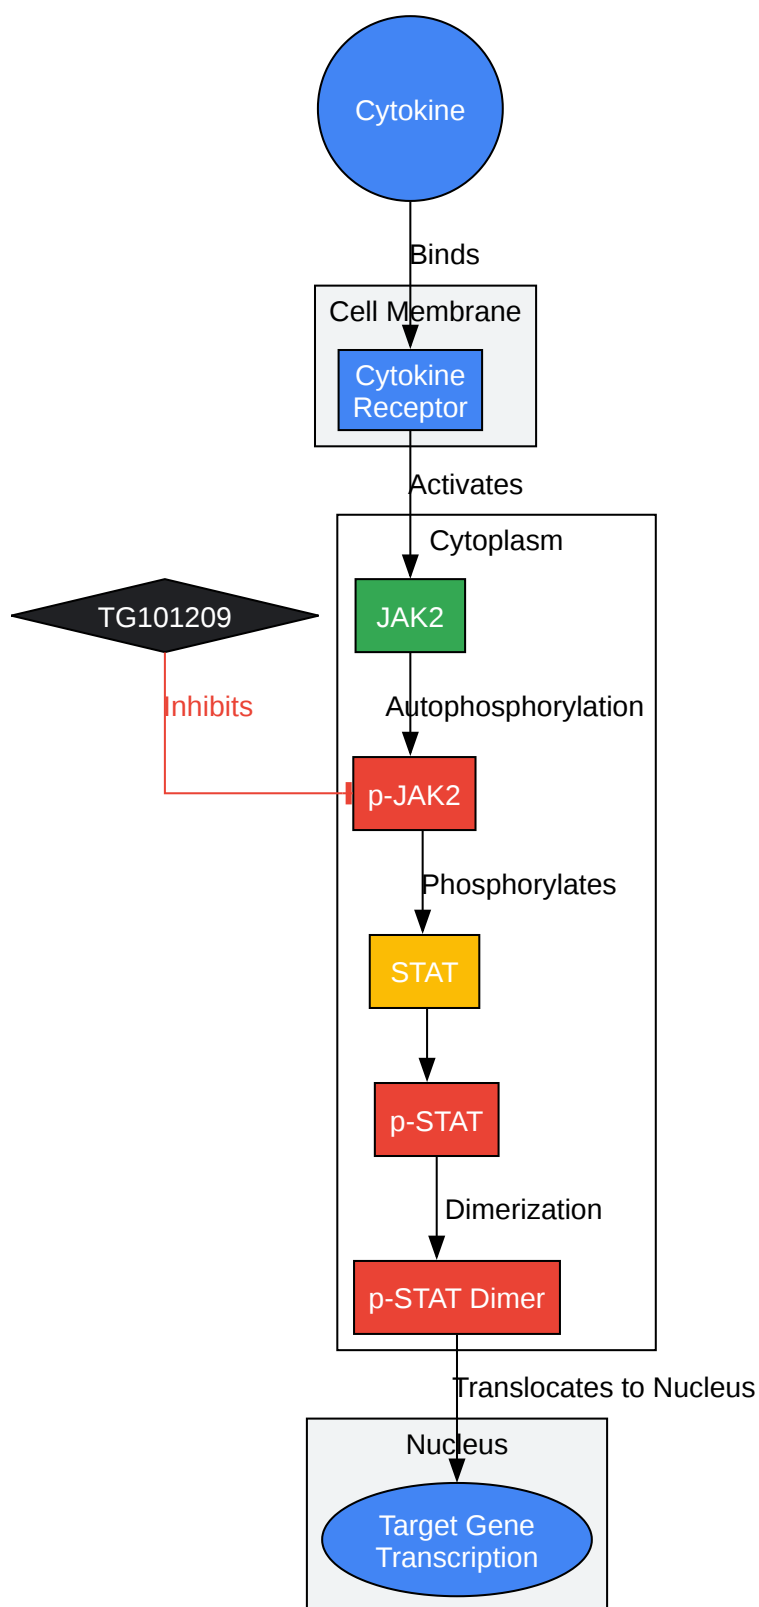 Cytokine
Binds
Cell Membrane
Cytokine
Receptor
Activates
Cytoplasm
TG101209
JAK2
Inhibits
Autophosphorylation
p-JAK2
Phosphorylates
STAT
p-STAT
Dimerization
p-STAT Dimer
Translocates to Nucleus
Nucleus
Target Gene
Transcription